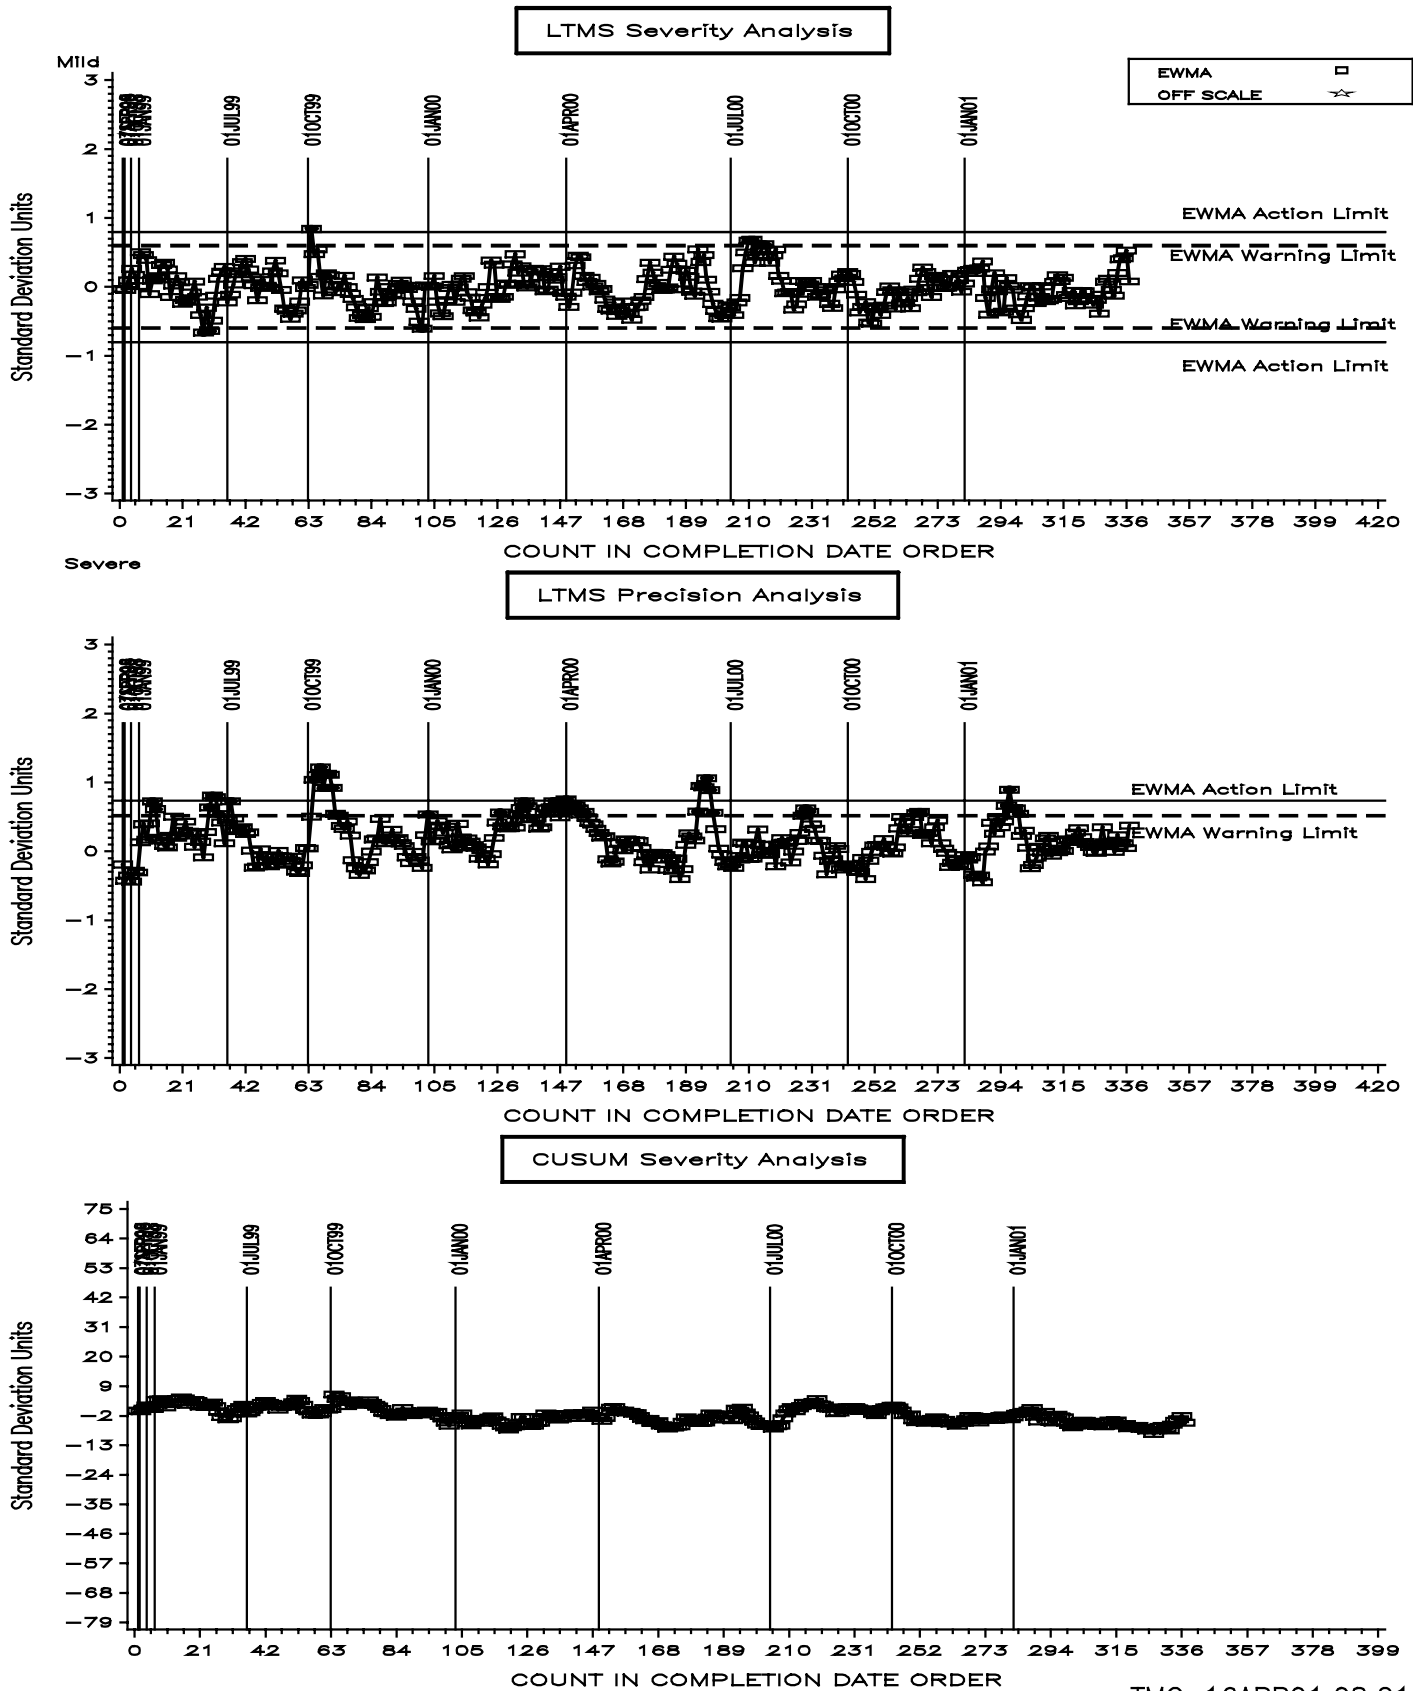 LTMS Severity Analysis
Mild
EWMA
OFF SCALE
3
2
1
0
-1
-2
-3
Standard Deviation Units
01JAN99
01JUL99
01OCT99
01JAN00
01APR00
01JUL00
01OCT00
01JAN01
EWMA Action Limit
EWMA Warning Limit
EWMA Warning Limit
EWMA Action Limit
0 21 42 63 84 105 126 147 168 189 210 231 252 273 294 315 336 357 378 399 420
COUNT IN COMPLETION DATE ORDER
Severe
LTMS Precision Analysis
3
2
1
0
-1
-2
-3
Standard Deviation Units
01JAN99
01JUL99
01OCT99
01JAN00
01APR00
01JUL00
01OCT00
01JAN01
EWMA Action Limit
EWMA Warning Limit
0 21 42 63 84 105 126 147 168 189 210 231 252 273 294 315 336 357 378 399 420
COUNT IN COMPLETION DATE ORDER
CUSUM Severity Analysis
75
64
53
42
31
20
9
-2
-13
-24
-35
-46
-57
-68
-79
Standard Deviation Units
01JAN99
01JUL99
01OCT99
01JAN00
01APR00
01JUL00
01OCT00
01JAN01
0 21 42 63 84 105 126 147 168 189 210 231 252 273 294 315 336 357 378 399
COUNT IN COMPLETION DATE ORDER